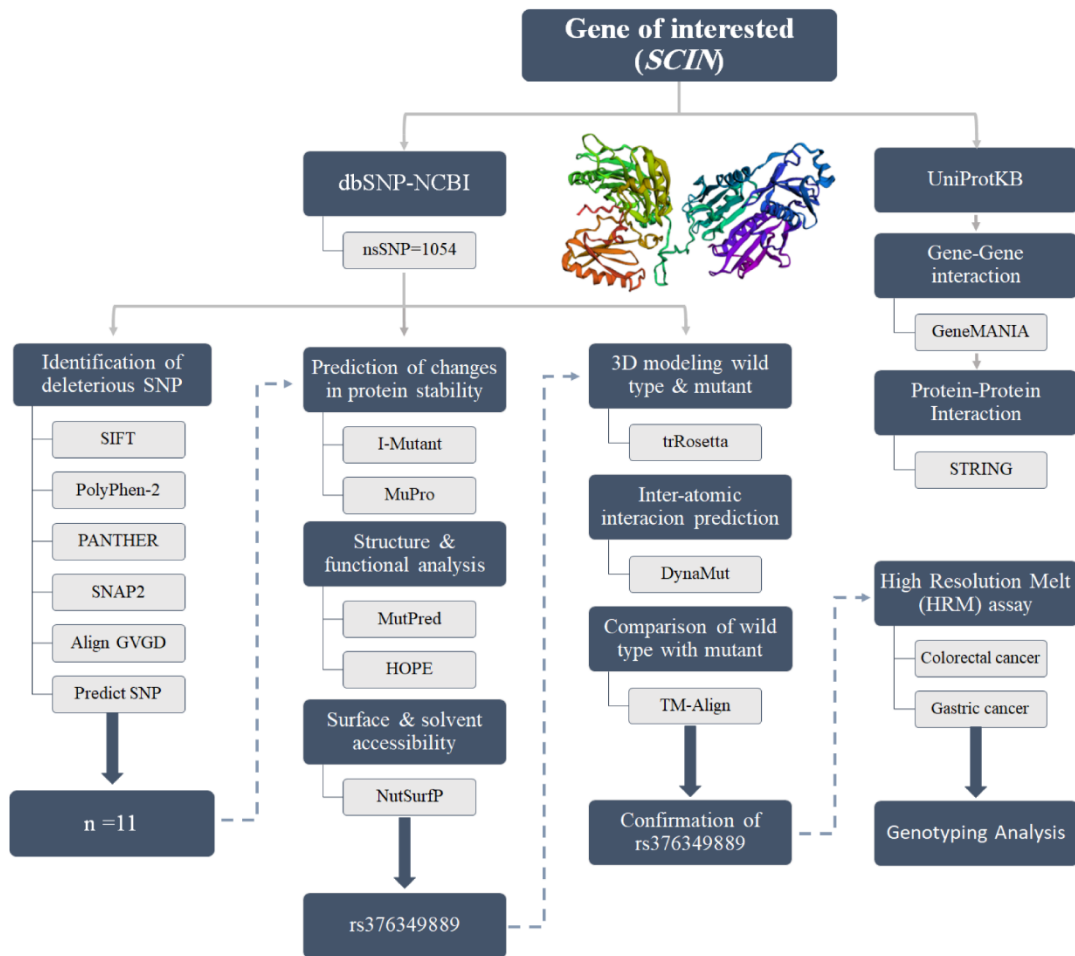 Gene of interested
(SCIN)
dbSNP-NCBI
nsSNP=1054
UniProtKB
Gene-Gene
interaction
GeneMANIA
Protein-Protein
Interaction
STRING
Identification of
deleterious SNP
SIFT
PolyPhen-2
PANTHER
SNAP2
Align GVGD
Predict SNP
n =11
Prediction of changes
in protein stability
I-Mutant
MuPro
Structure &
functional analysis
MutPred
HOPE
Surface & solvent
accessibility
NutSurfP
rs376349889
3D modeling wild
type & mutant
trRosetta
Inter-atomic
interacion prediction
DynaMut
Comparison of wild
type with mutant
TM-Align
Confirmation of
rs376349889
High Resolution Melt
(HRM) assay
Colorectal cancer
Gastric cancer
Genotyping Analysis